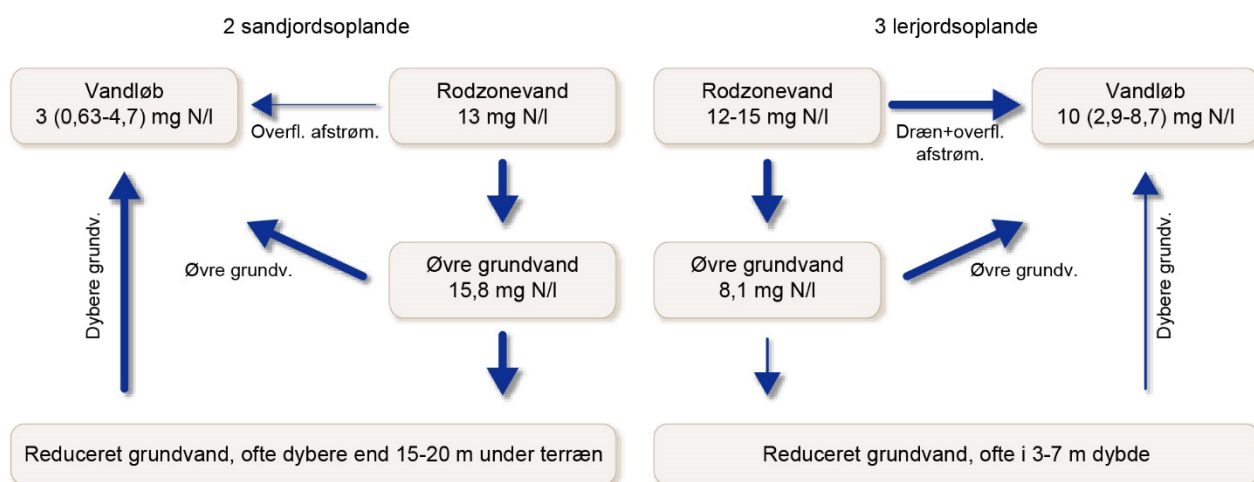 2 sandjordsoplande
Vandløb
3 (0,63-4,7) mg N/l
Rodzonevand
13 mg N/l
Overfl. afstrøm.
Dybere grundv.
Øvre grundv.
Øvre grundvand
15,8 mg N/l
Reduceret grundvand, ofte dybere end 15-20 m under terræn
3 lerjordsoplande
Rodzonevand
12-15 mg N/l
Vandløb
10 (2,9-8,7) mg N/l
Dræn+overfl.
afstrøm.
Øvre grundvand
8,1 mg N/l
Øvre grundv.
Dybere grundv.
Reduceret grundvand, ofte i 3-7 m dybde